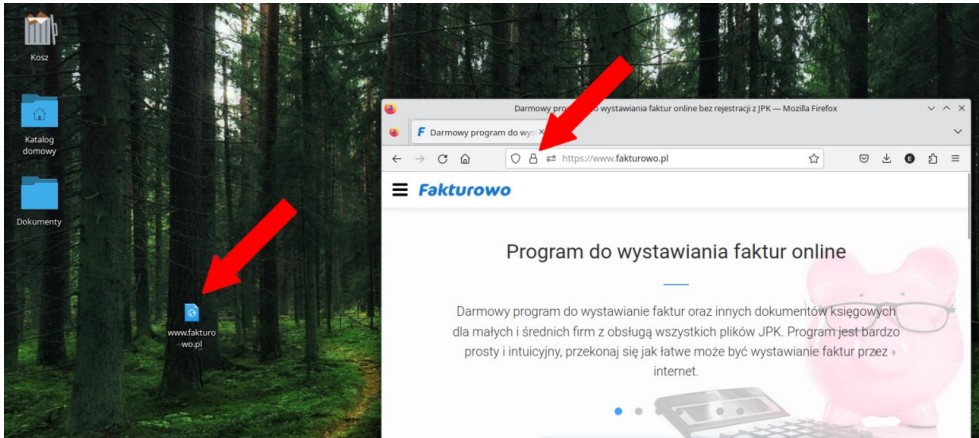 Kosz
Katalog
domowy
Dokumenty
www.fakturo
wo.pl
Darmowy pro
o wystawiania faktur online bez rejestracji z JPK — Mozilla Firefox
Darmowy program do wys
https://www.fakturowo.pl
Fakturowo
Program do wystawiania faktur online
Darmowy program do wystawianie faktur oraz innych dokumentów księgowych
dla małych i średnich firm z obsługą wszystkich plików JPK. Program jest bardzo
prosty i intuicyjny, przekonaj się jak łatwe może być wystawianie faktur przez
internet.